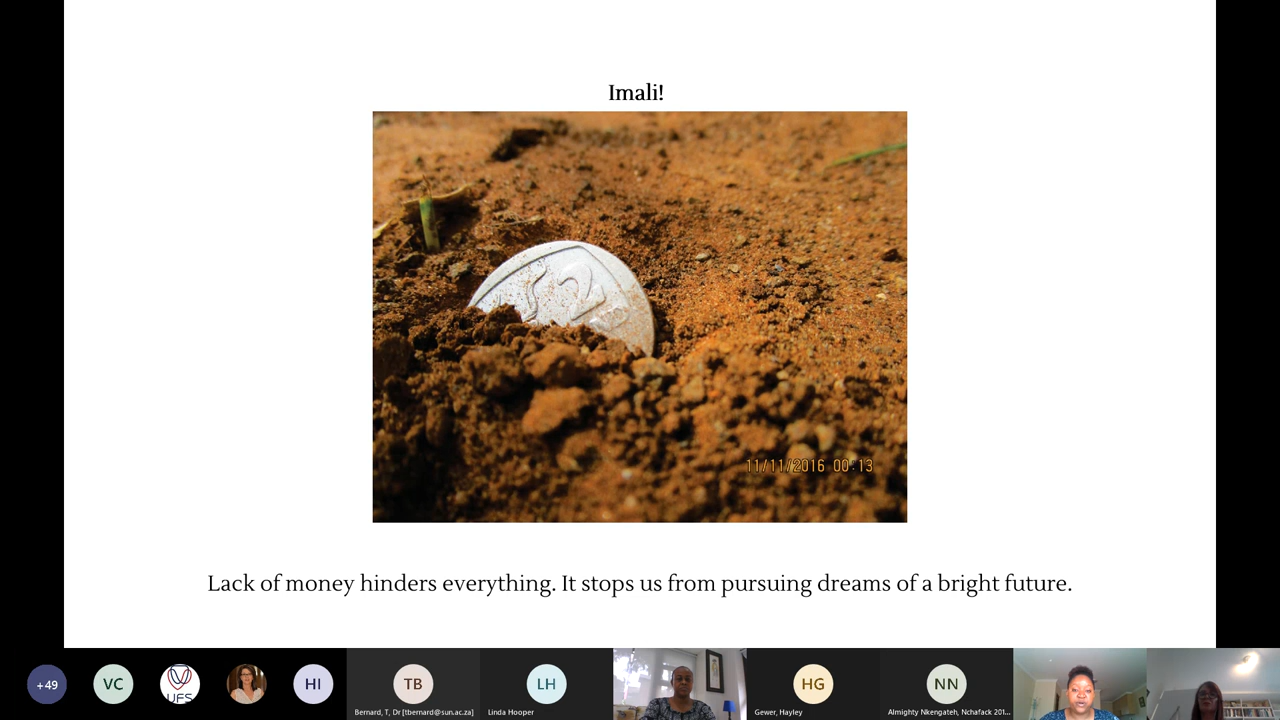 Imali!
2
11/11/2016 00:13
Lack of money hinders everything. It stops us from pursuing dreams of a bright future.
+49
VC
UFS
HI
TB
LH
HG
NN
Bernard, T, Dr [tbernard@sun.ac.za]
Linda Hooper
Gewer, Hayley
Almighty Nkengateh, Nchafack 201...